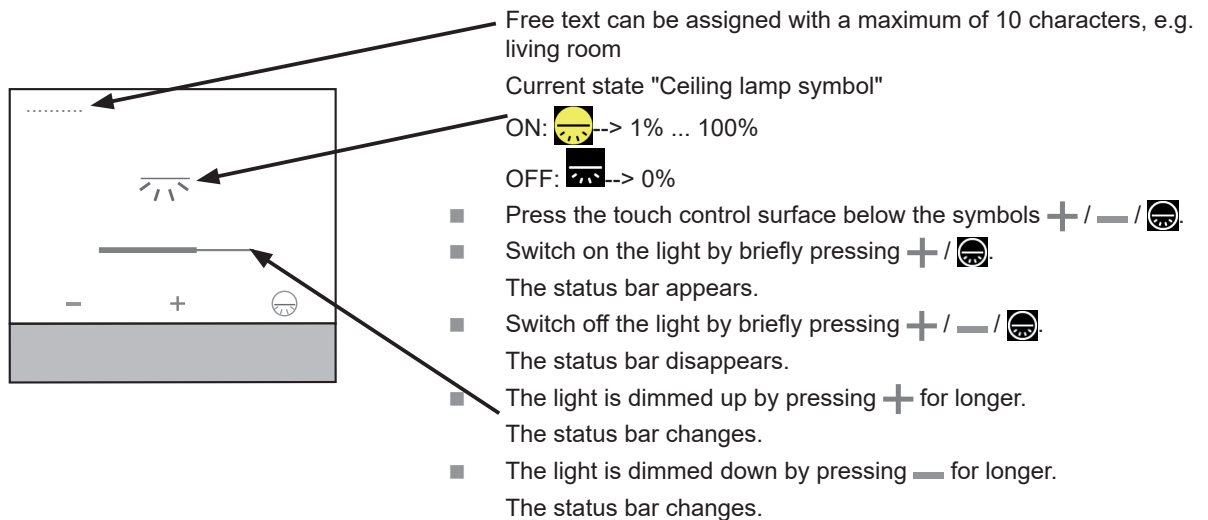 Free text can be assigned with a maximum of 10 characters, e.g.
living room
Current state "Ceiling lamp symbol"
ON: --> 1% ... 100%
OFF: --> 0%
Press the touch control surface below the symbols + / — / .
Switch on the light by briefly pressing + / .
The status bar appears.
Switch off the light by briefly pressing + / — / .
The status bar disappears.
The light is dimmed up by pressing + for longer.
The status bar changes.
The light is dimmed down by pressing — for longer.
The status bar changes.
..........
- +